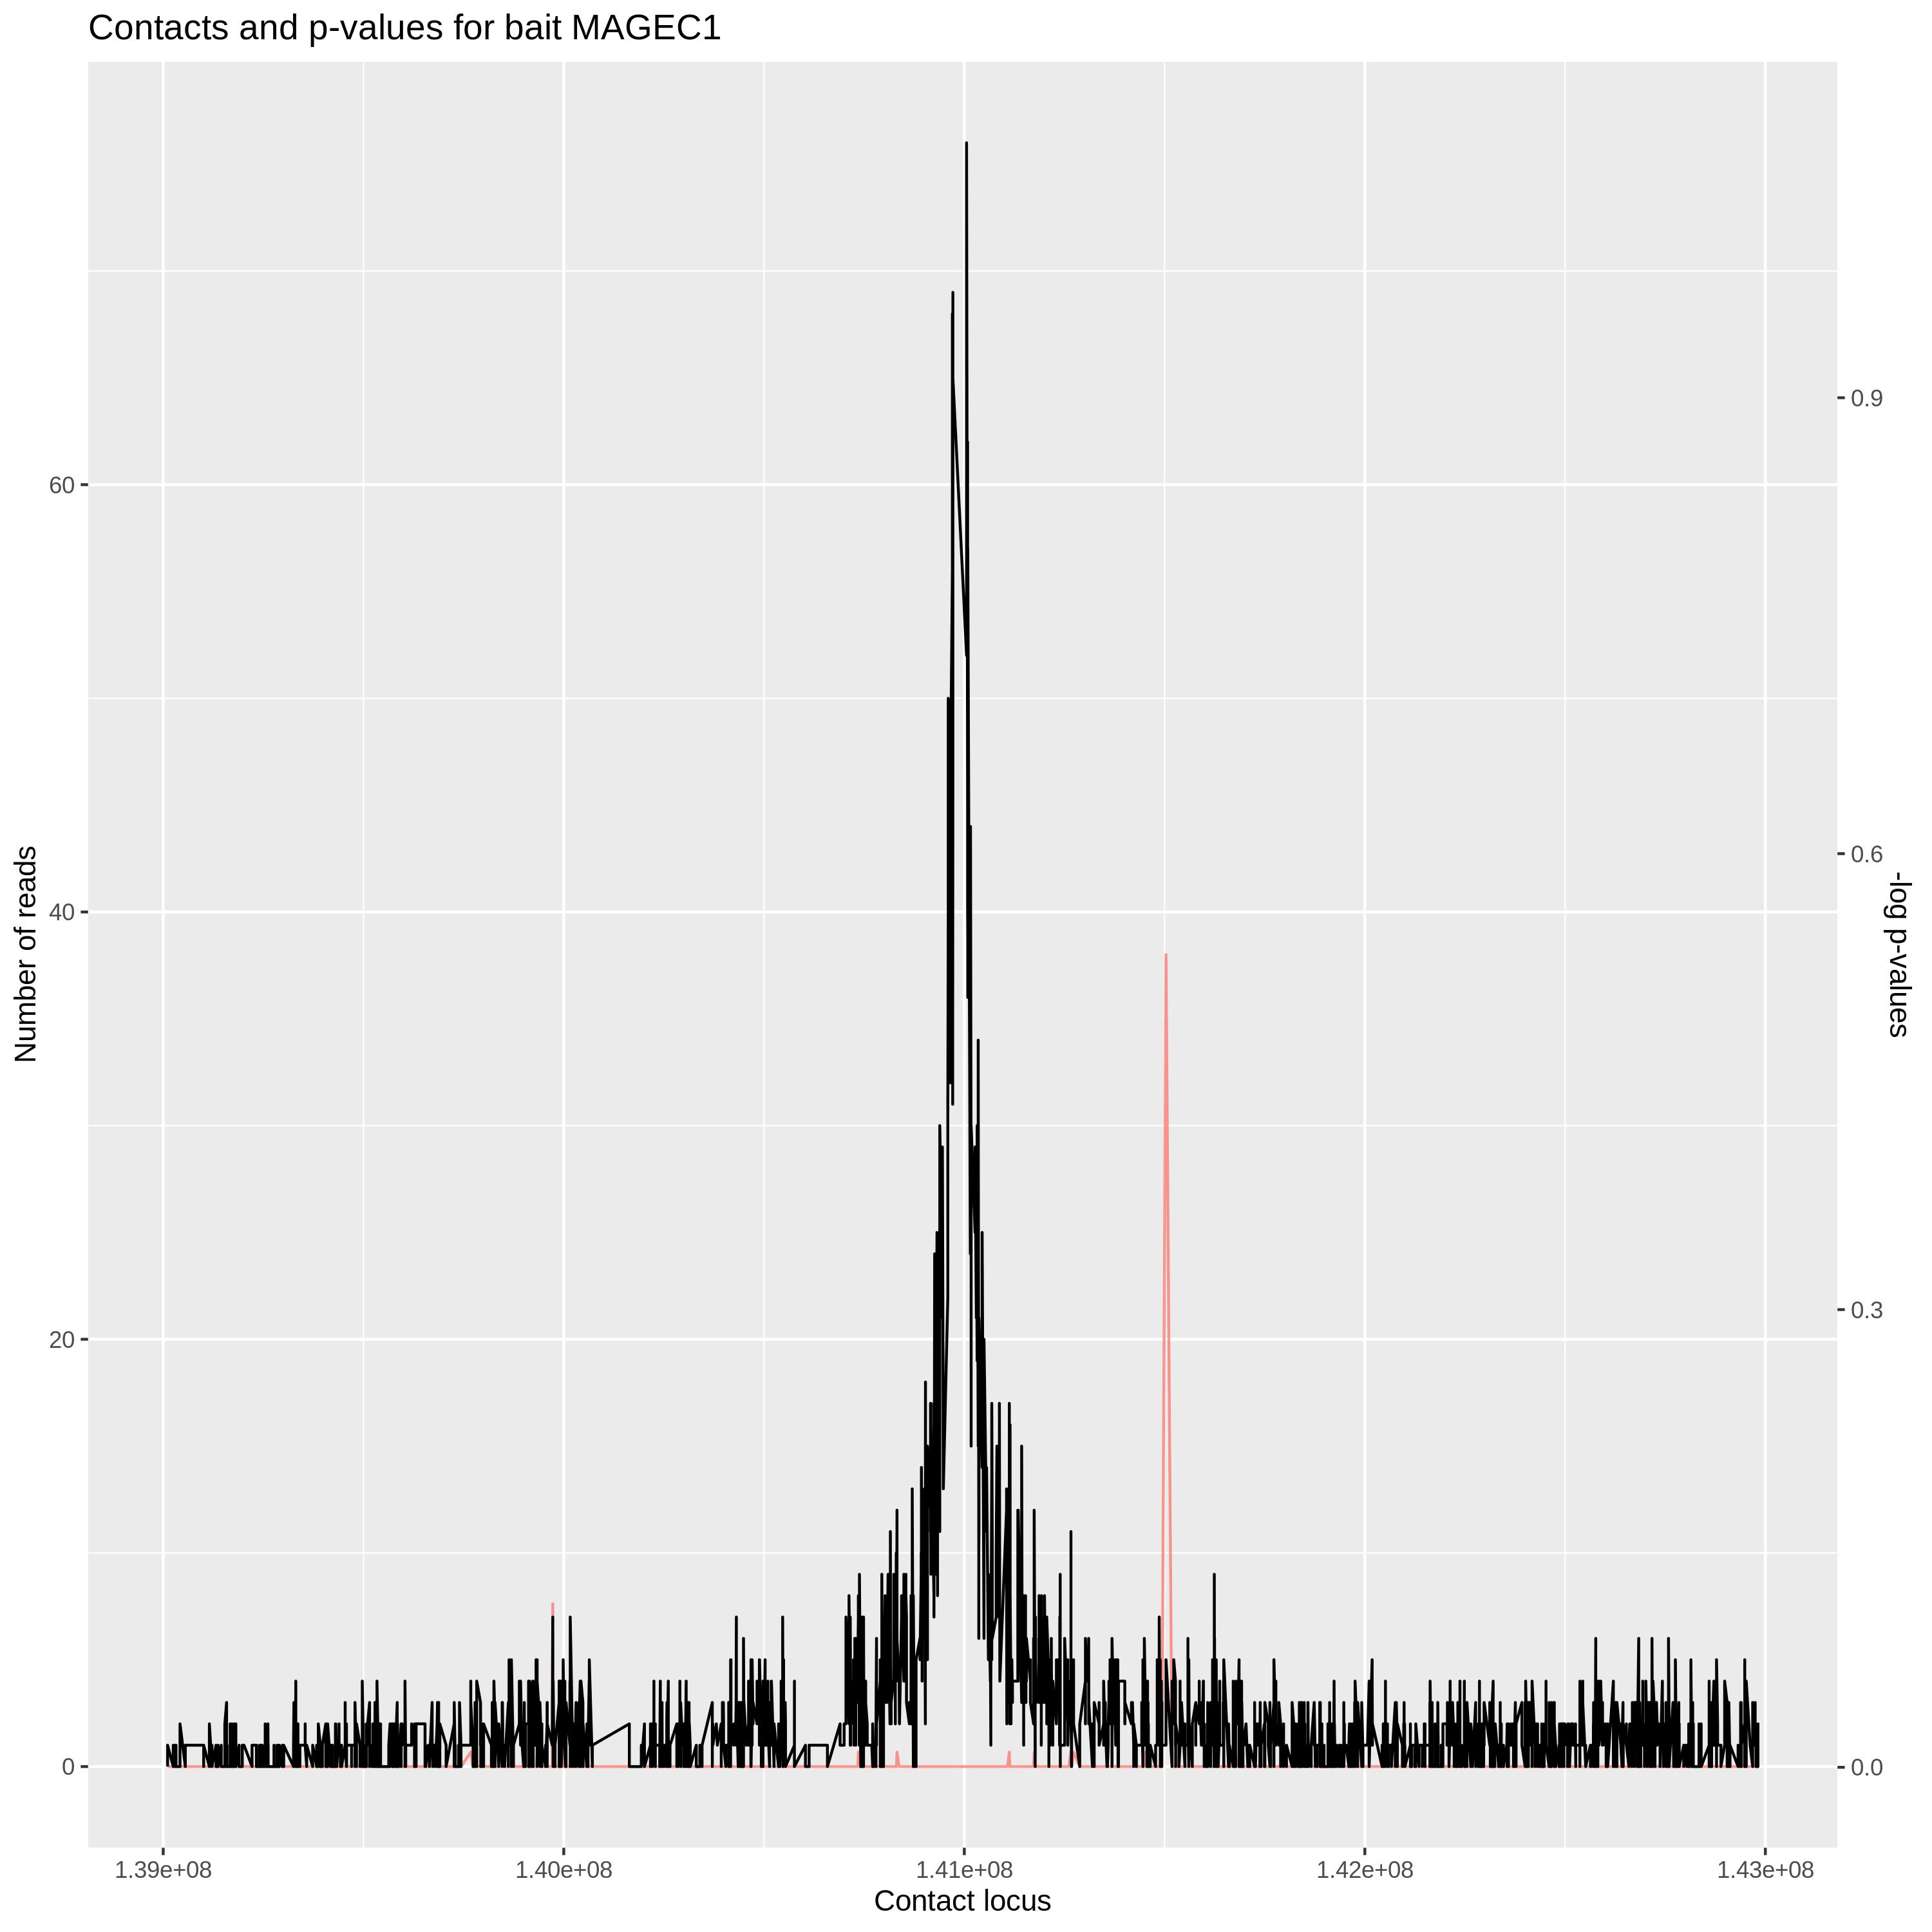 Contacts and p-values for bait MAGEC1
Number of reads
60
40
20
0
0.9
0.6
0.3
0.0
-log p-values
1.39e+08
1.40e+08
1.41e+08
1.42e+08
1.43e+08
Contact locus